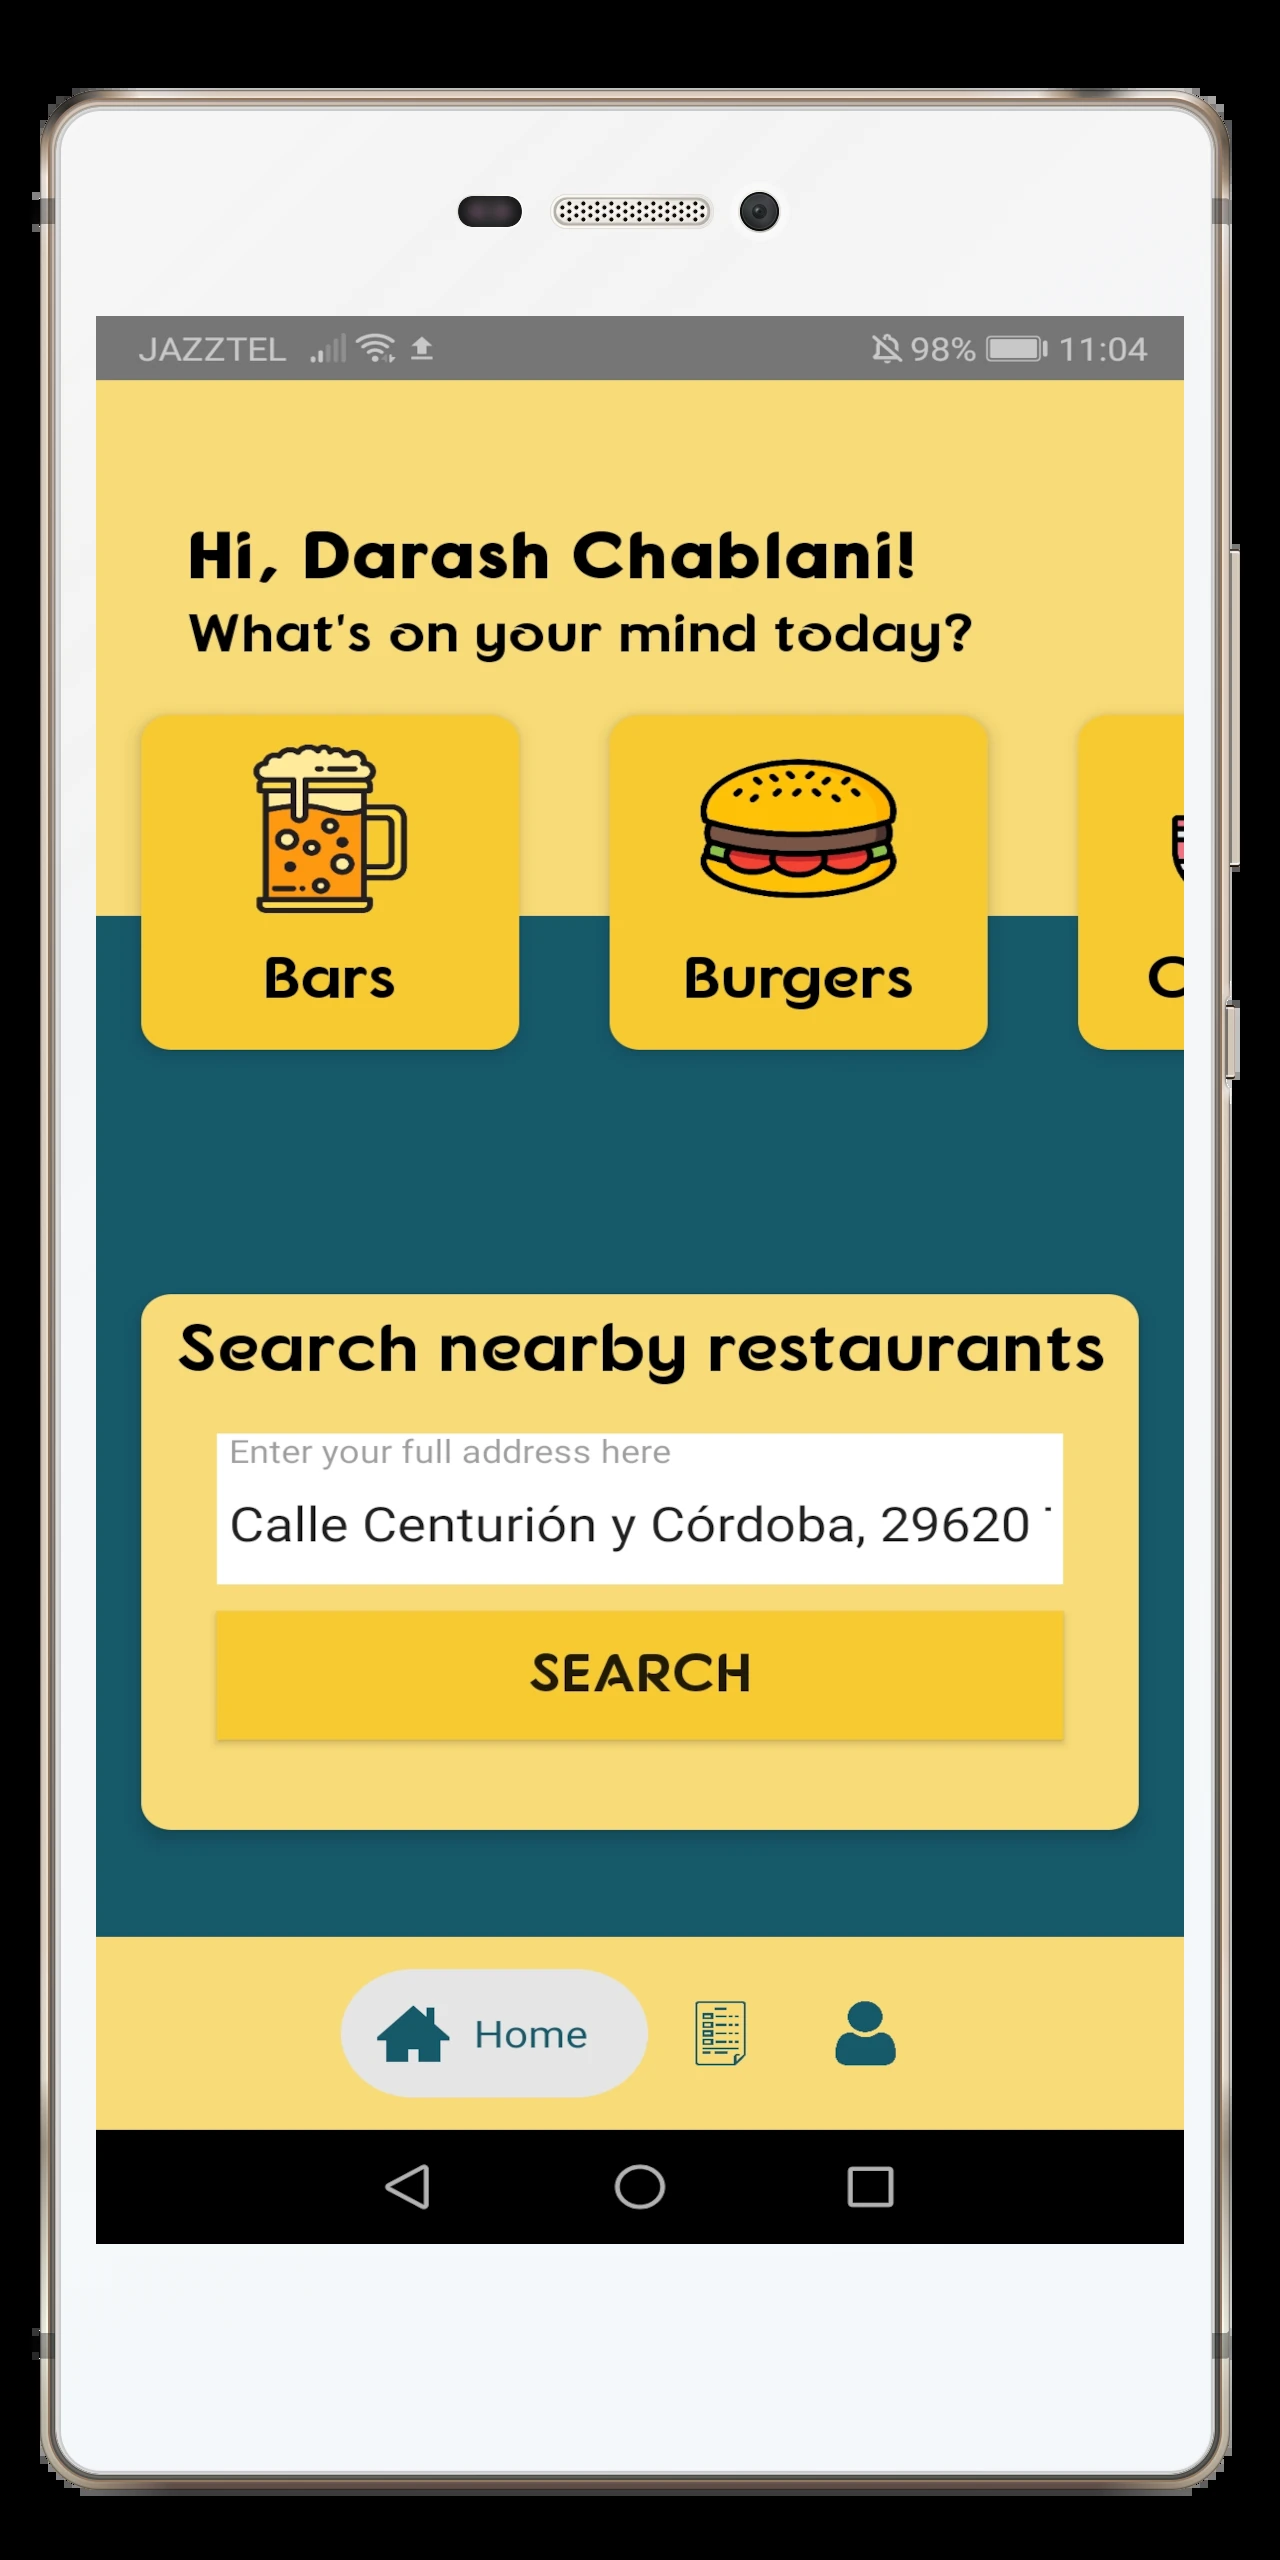 JAZZTEL 98% 11:04
Hi, Darash Chablani!
What's on your mind today?
Bars Burgers
Search nearby restaurants
Enter your full address here
Calle Centurión y Córdoba, 29620
SEARCH
Home